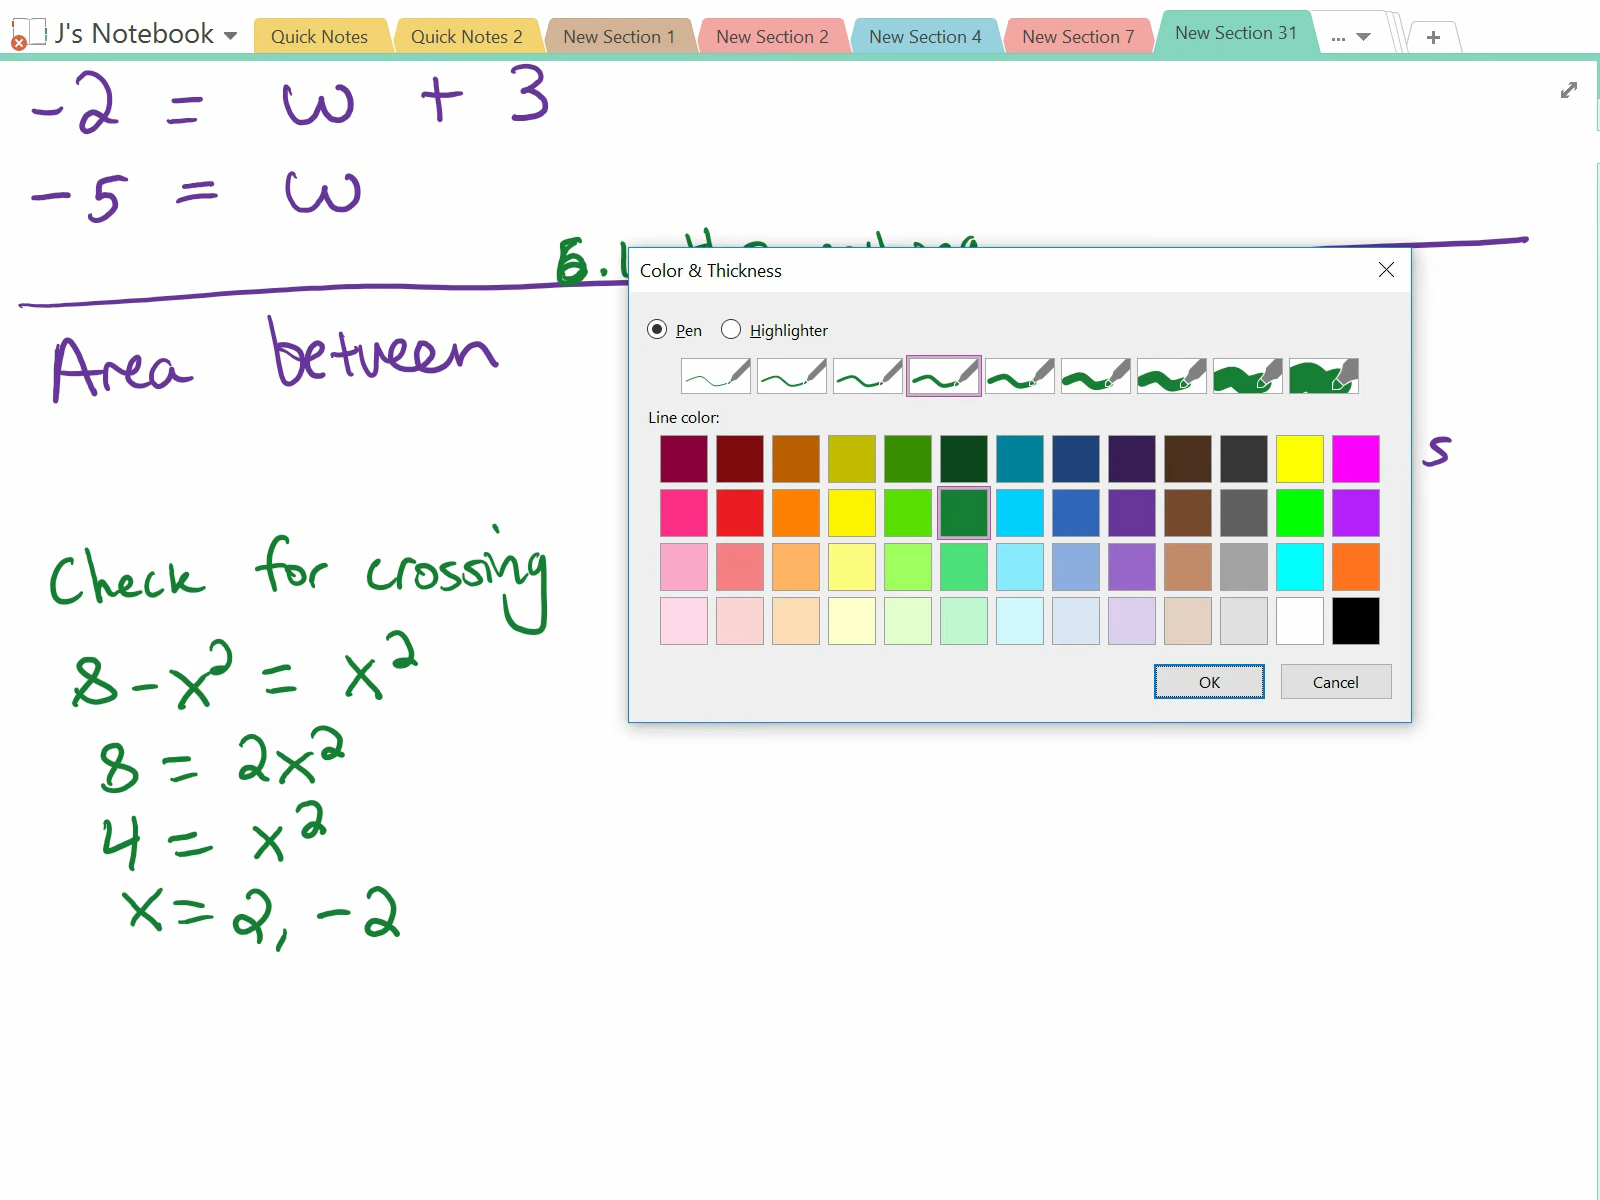 J's Notebook
Quick Notes
Quick Notes 2
New Section 1
New Section 2
New Section 4
New Section 7
New Section 31
...
+
-2 = w + 3
-5 = w
Area between
s
Check for crossing
8 - x² = x²
8 = 2x²
4 = x²
x = 2, -2
Color & Thickness
Pen
Highlighter
Line color:
OK
Cancel